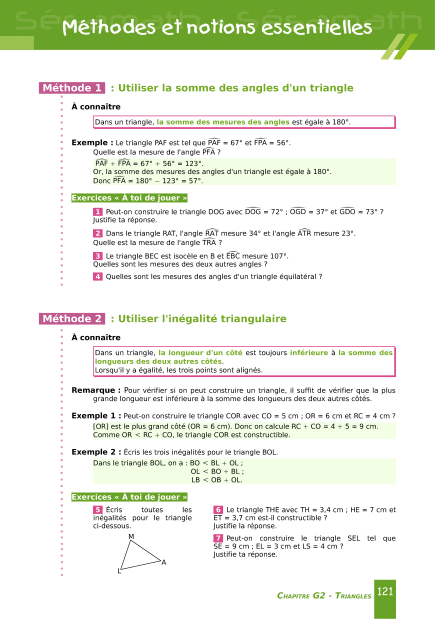 Sésamath Sésamath
Méthodes et notions essentielles
Méthode 1 : Utiliser la somme des angles d'un triangle
À connaître
Dans un triangle, la somme des mesures des angles est égale à 180°.
Exemple : Le triangle PAF est tel que PAF = 67° et FPA = 56°.
Quelle est la mesure de l'angle PFA ?
PAF + FPA = 67° + 56° = 123°.
Or, la somme des mesures des angles d'un triangle est égale à 180°.
Donc PFA = 180° − 123° = 57°.
Exercices « À toi de jouer »
1 Peut-on construire le triangle DOG avec DOG = 72° ; OGD = 37° et GDO = 73° ?
Justifie ta réponse.
2 Dans le triangle RAT, l'angle RAT mesure 34° et l'angle ATR mesure 23°.
Quelle est la mesure de l'angle TRA ?
3 Le triangle BEC est isocèle en B et EBC mesure 107°.
Quelles sont les mesures des deux autres angles ?
4 Quelles sont les mesures des angles d'un triangle équilatéral ?
Méthode 2 : Utiliser l'inégalité triangulaire
À connaître
Dans un triangle, la longueur d'un côté est toujours inférieure à la somme des
longueurs des deux autres côtés.
Lorsqu'il y a égalité, les trois points sont alignés.
Remarque : Pour vérifier si on peut construire un triangle, il suffit de vérifier que la plus
grande longueur est inférieure à la somme des longueurs des deux autres côtés.
Exemple 1 : Peut-on construire le triangle COR avec CO = 5 cm ; OR = 6 cm et RC = 4 cm ?
[OR] est le plus grand côté (OR = 6 cm). Donc on calcule RC + CO = 4 + 5 = 9 cm.
Comme OR < RC + CO, le triangle COR est constructible.
Exemple 2 : Écris les trois inégalités pour le triangle BOL.
Dans le triangle BOL, on a : BO < BL + OL ;
OL < BO + BL ;
LB < OB + OL.
Exercices « À toi de jouer »
5 Écris toutes les
inégalités pour le triangle
ci-dessous.
M
A
L
6 Le triangle THE avec TH = 3,4 cm ; HE = 7 cm et
ET = 3,7 cm est-il constructible ?
Justifie la réponse.
7 Peut-on construire le triangle SEL tel que
SE = 9 cm ; EL = 3 cm et LS = 4 cm ?
Justifie ta réponse.
CHAPITRE G2 - TRIANGLES 121